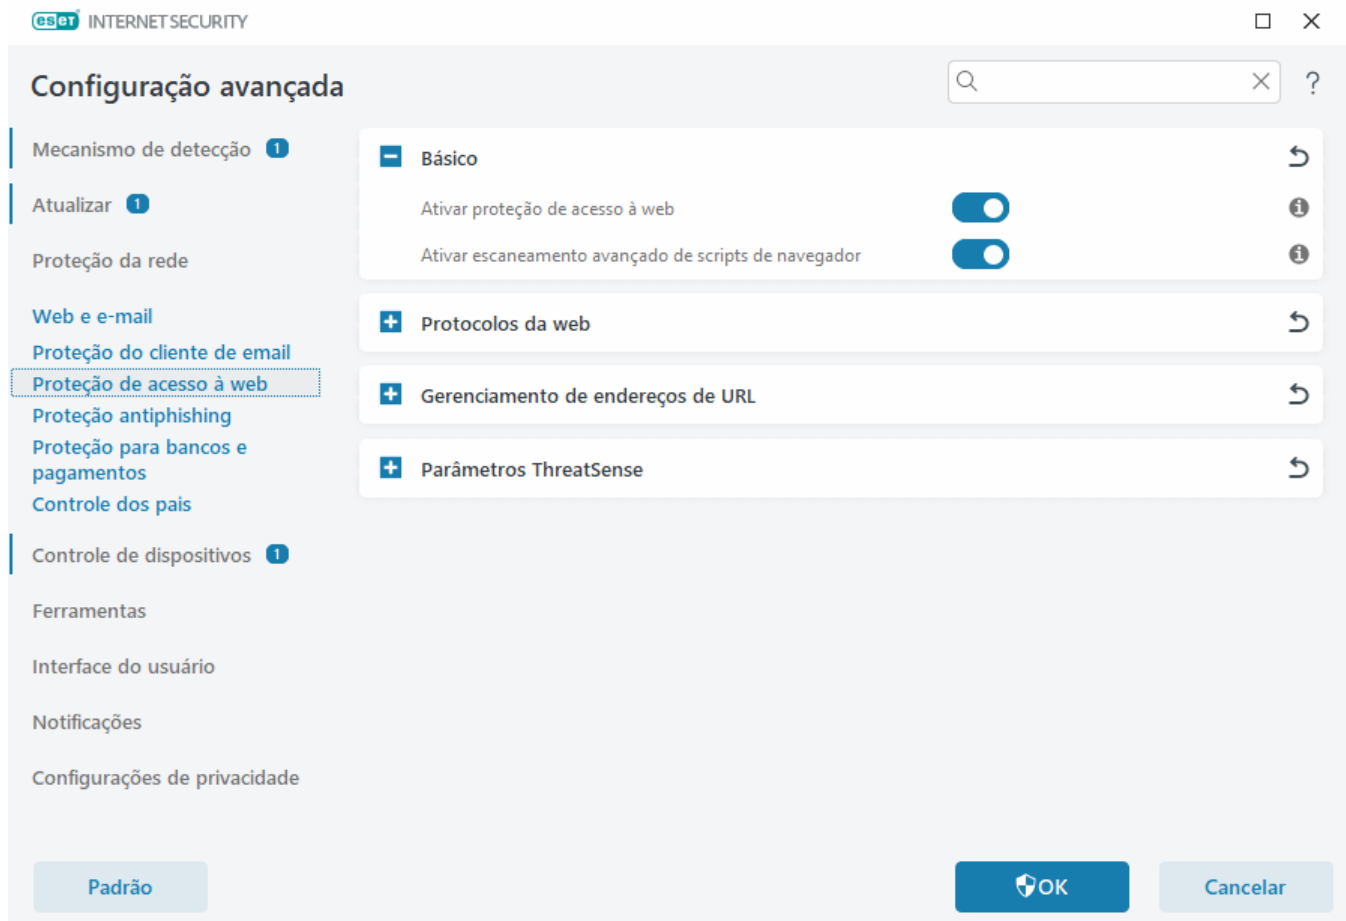 eset INTERNET SECURITY
Configuração avançada
?
Mecanismo de detecção 1
Atualizar 1
Proteção da rede
Web e e-mail
Proteção do cliente de email
Proteção de acesso à web
Proteção antiphishing
Proteção para bancos e
pagamentos
Controle dos pais
Controle de dispositivos 1
Ferramentas
Interface do usuário
Notificações
Configurações de privacidade
Básico
Ativar proteção de acesso à web
Ativar escaneamento avançado de scripts de navegador
Protocolos da web
Gerenciamento de endereços de URL
Parâmetros ThreatSense
Padrão
OK
Cancelar